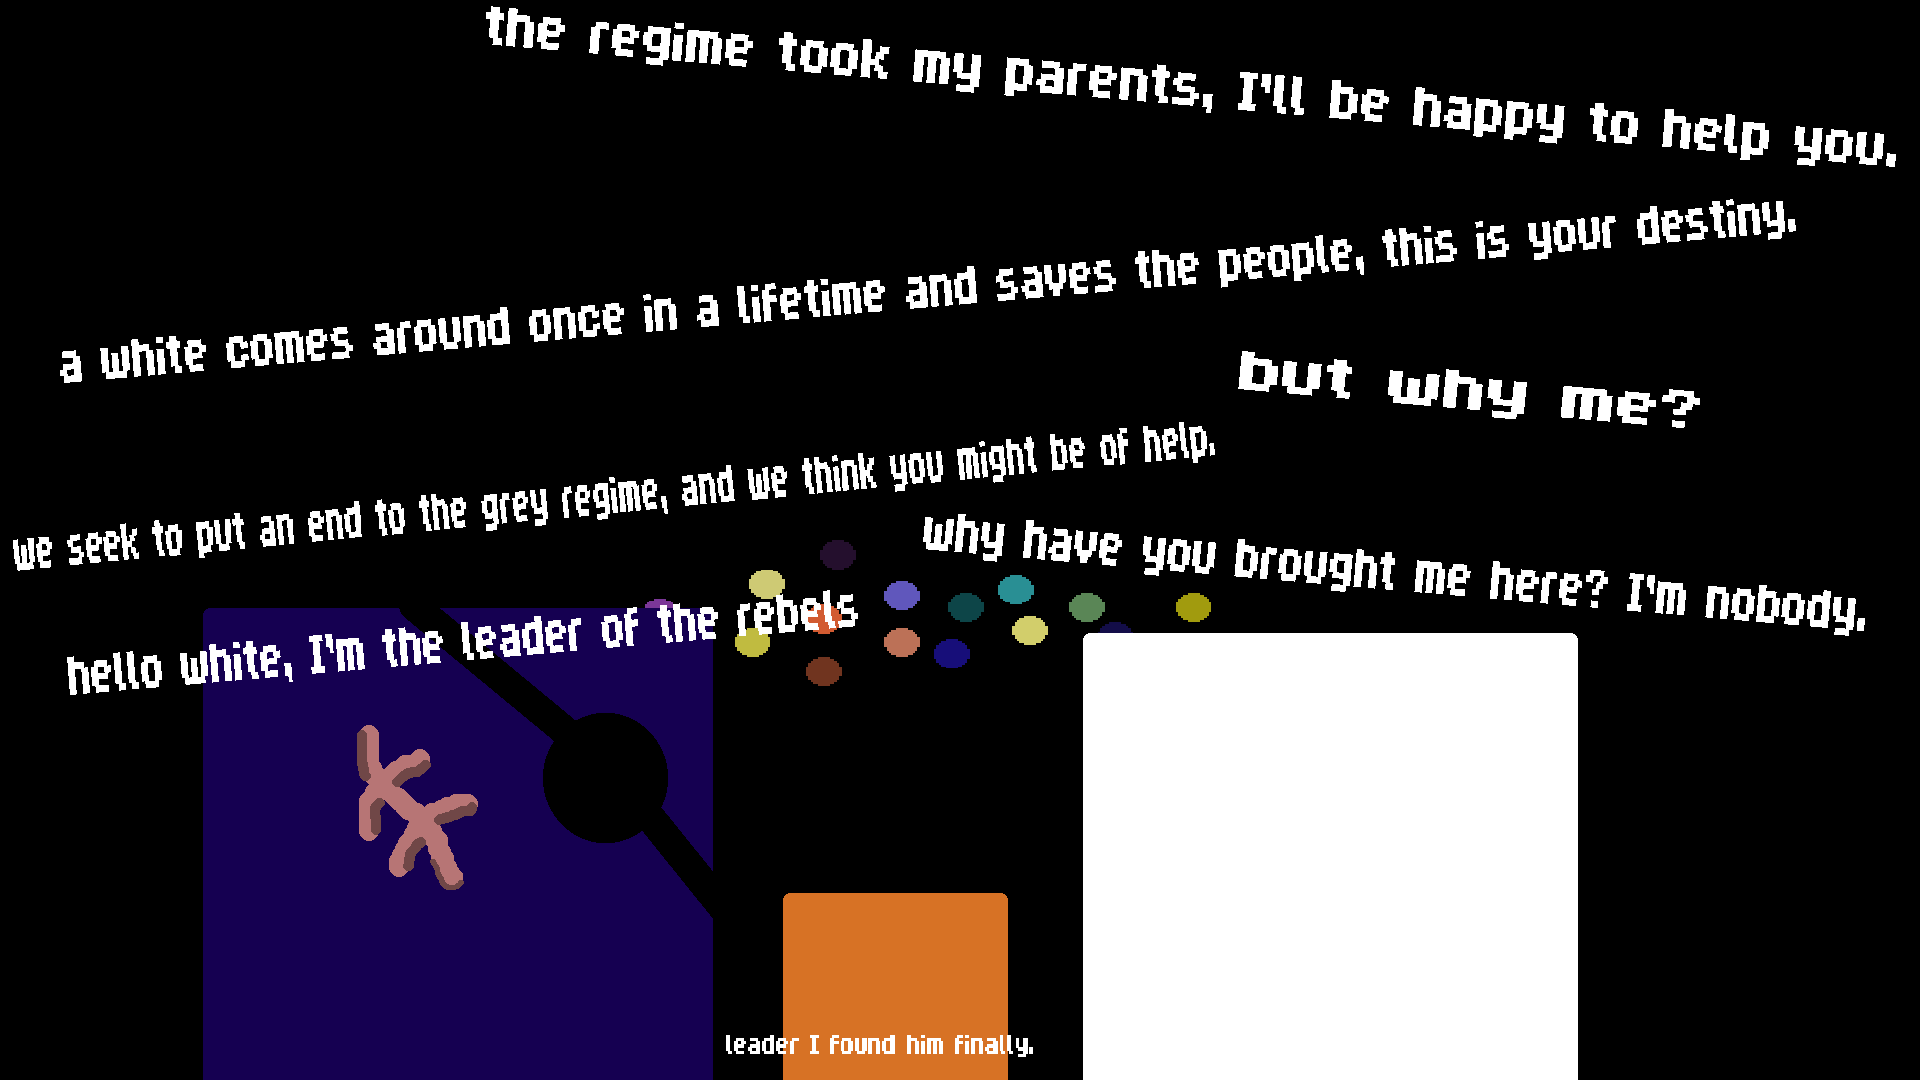 the regime took my parents, I'll be happy to help you.
a white comes around once in a lifetime and saves the people, this is your destiny.
but why me?
we seek to put an end to the grey regime, and we think you might be of help.
why have you brought me here? I'm nobody.
hello white, I'm the leader of the rebels
leader I found him finally.